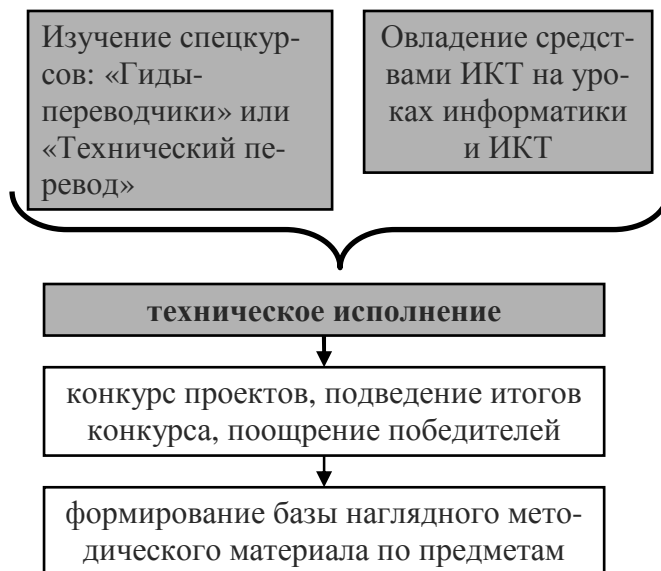 Изучение спецкур-
сов: «Гиды-
переводчики» или
«Технический пе-
ревод»
Овладение средст-
вами ИКТ на уро-
ках информатики
и ИКТ
техническое исполнение
конкурс проектов, подведение итогов
конкурса, поощрение победителей
формирование базы наглядного мето-
дического материала по предметам